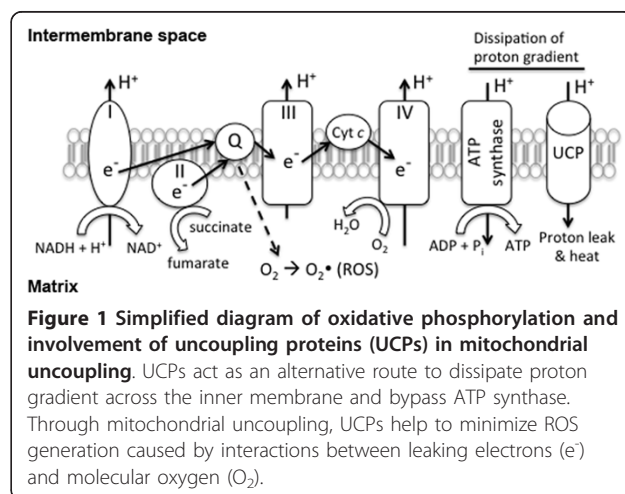 Intermembrane space
Dissipation of
proton gradient
H⁺ H⁺ H⁺ H⁺ H⁺
I III IV
Q Cyt c
e⁻ II e⁻ e⁻ e⁻
ATP
synthase
UCP
NADH + H⁺ NAD⁺
succinate
fumarate
H₂O
O₂
ADP + Pᵢ ATP
Proton leak
& heat
O₂ → O₂• (ROS)
Matrix
Figure 1 Simplified diagram of oxidative phosphorylation and
involvement of uncoupling proteins (UCPs) in mitochondrial
uncoupling. UCPs act as an alternative route to dissipate proton
gradient across the inner membrane and bypass ATP synthase.
Through mitochondrial uncoupling, UCPs help to minimize ROS
generation caused by interactions between leaking electrons (e⁻)
and molecular oxygen (O₂).